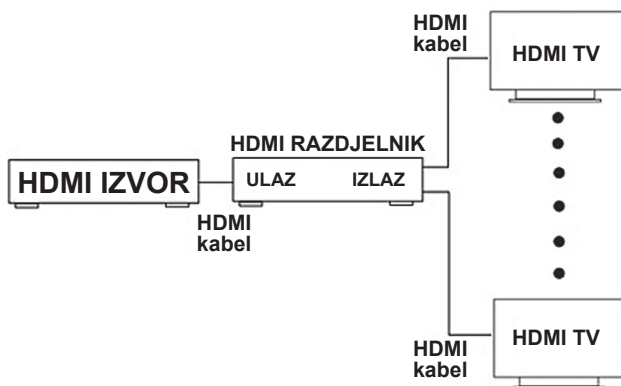 HDMI
kabel
HDMI TV
HDMI RAZDJELNIK
HDMI IZVOR
ULAZ
IZLAZ
HDMI
kabel
HDMI
kabel
HDMI TV